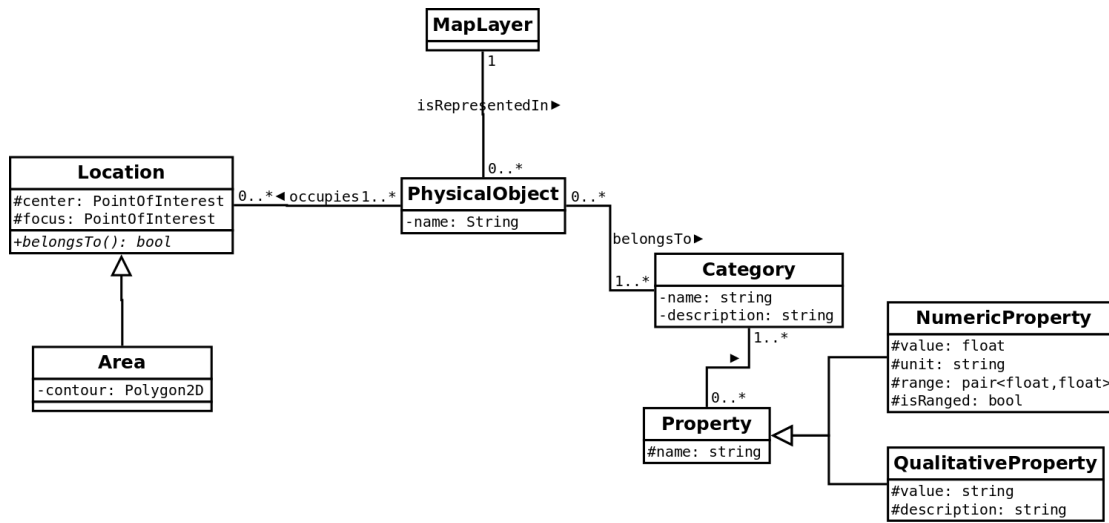 MapLayer
1
isRepresentedIn►
0..*
Location
#center: PointOfInterest
#focus: PointOfInterest
+belongsTo(): bool
0..*◄ occupies1..*
PhysicalObject
-name: String
0..*
belongsTo►
1..*
Category
-name: string
-description: string
1..*
►
0..*
Area
-contour: Polygon2D
Property
#name: string
NumericProperty
#value: float
#unit: string
#range: pair<float,float>
#isRanged: bool
QualitativeProperty
#value: string
#description: string